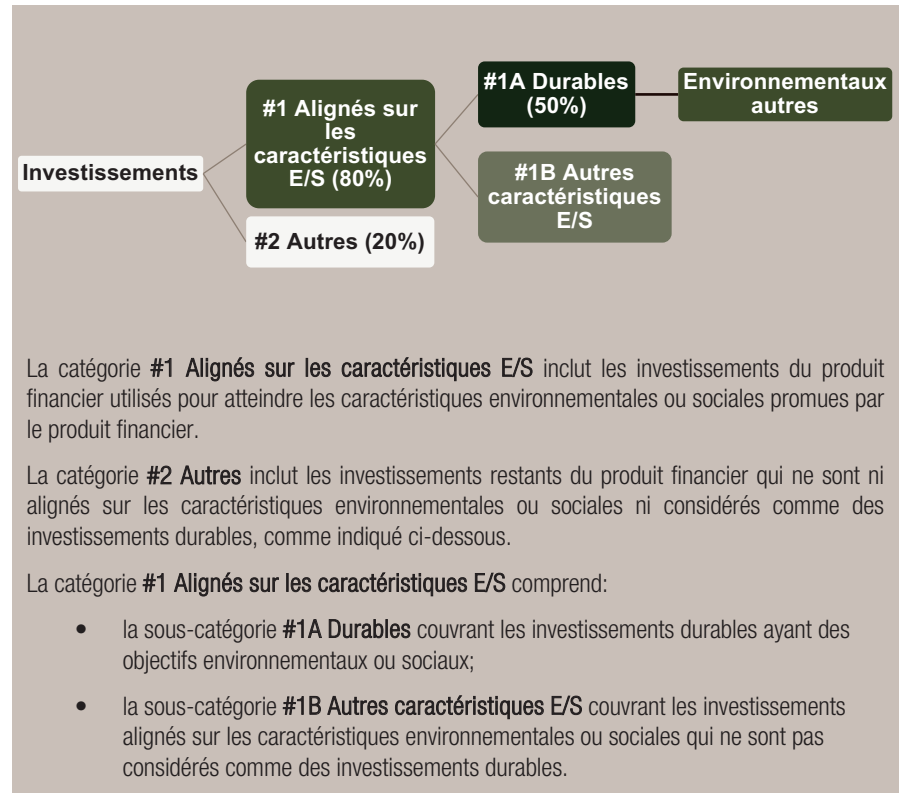 Investissements
#1 Alignés sur
les
caractéristiques
E/S (80%)
#2 Autres (20%)
#1A Durables
(50%)
#1B Autres
caractéristiques
E/S
Environnementaux
autres
La catégorie #1 Alignés sur les caractéristiques E/S inclut les investissements du produit
financier utilisés pour atteindre les caractéristiques environnementales ou sociales promues par
le produit financier.
La catégorie #2 Autres inclut les investissements restants du produit financier qui ne sont ni
alignés sur les caractéristiques environnementales ou sociales ni considérés comme des
investissements durables, comme indiqué ci-dessous.
La catégorie #1 Alignés sur les caractéristiques E/S comprend:
• la sous-catégorie #1A Durables couvrant les investissements durables ayant des
objectifs environnementaux ou sociaux;
• la sous-catégorie #1B Autres caractéristiques E/S couvrant les investissements
alignés sur les caractéristiques environnementales ou sociales qui ne sont pas
considérés comme des investissements durables.